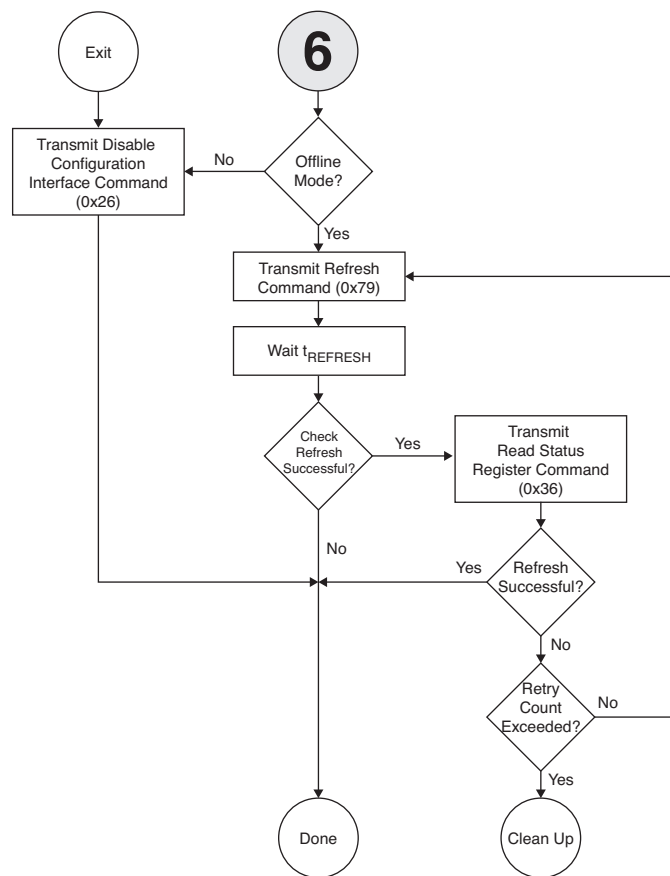 Exit
6
Transmit Disable
Configuration
Interface Command
(0x26)
No
Offline
Mode?
Yes
Transmit Refresh
Command (0x79)
Wait tREFRESH
Check
Refresh
Successful?
Yes
Transmit
Read Status
Register Command
(0x36)
No
Yes
Refresh
Successful?
No
Retry
Count
Exceeded?
No
Yes
Done
Clean Up